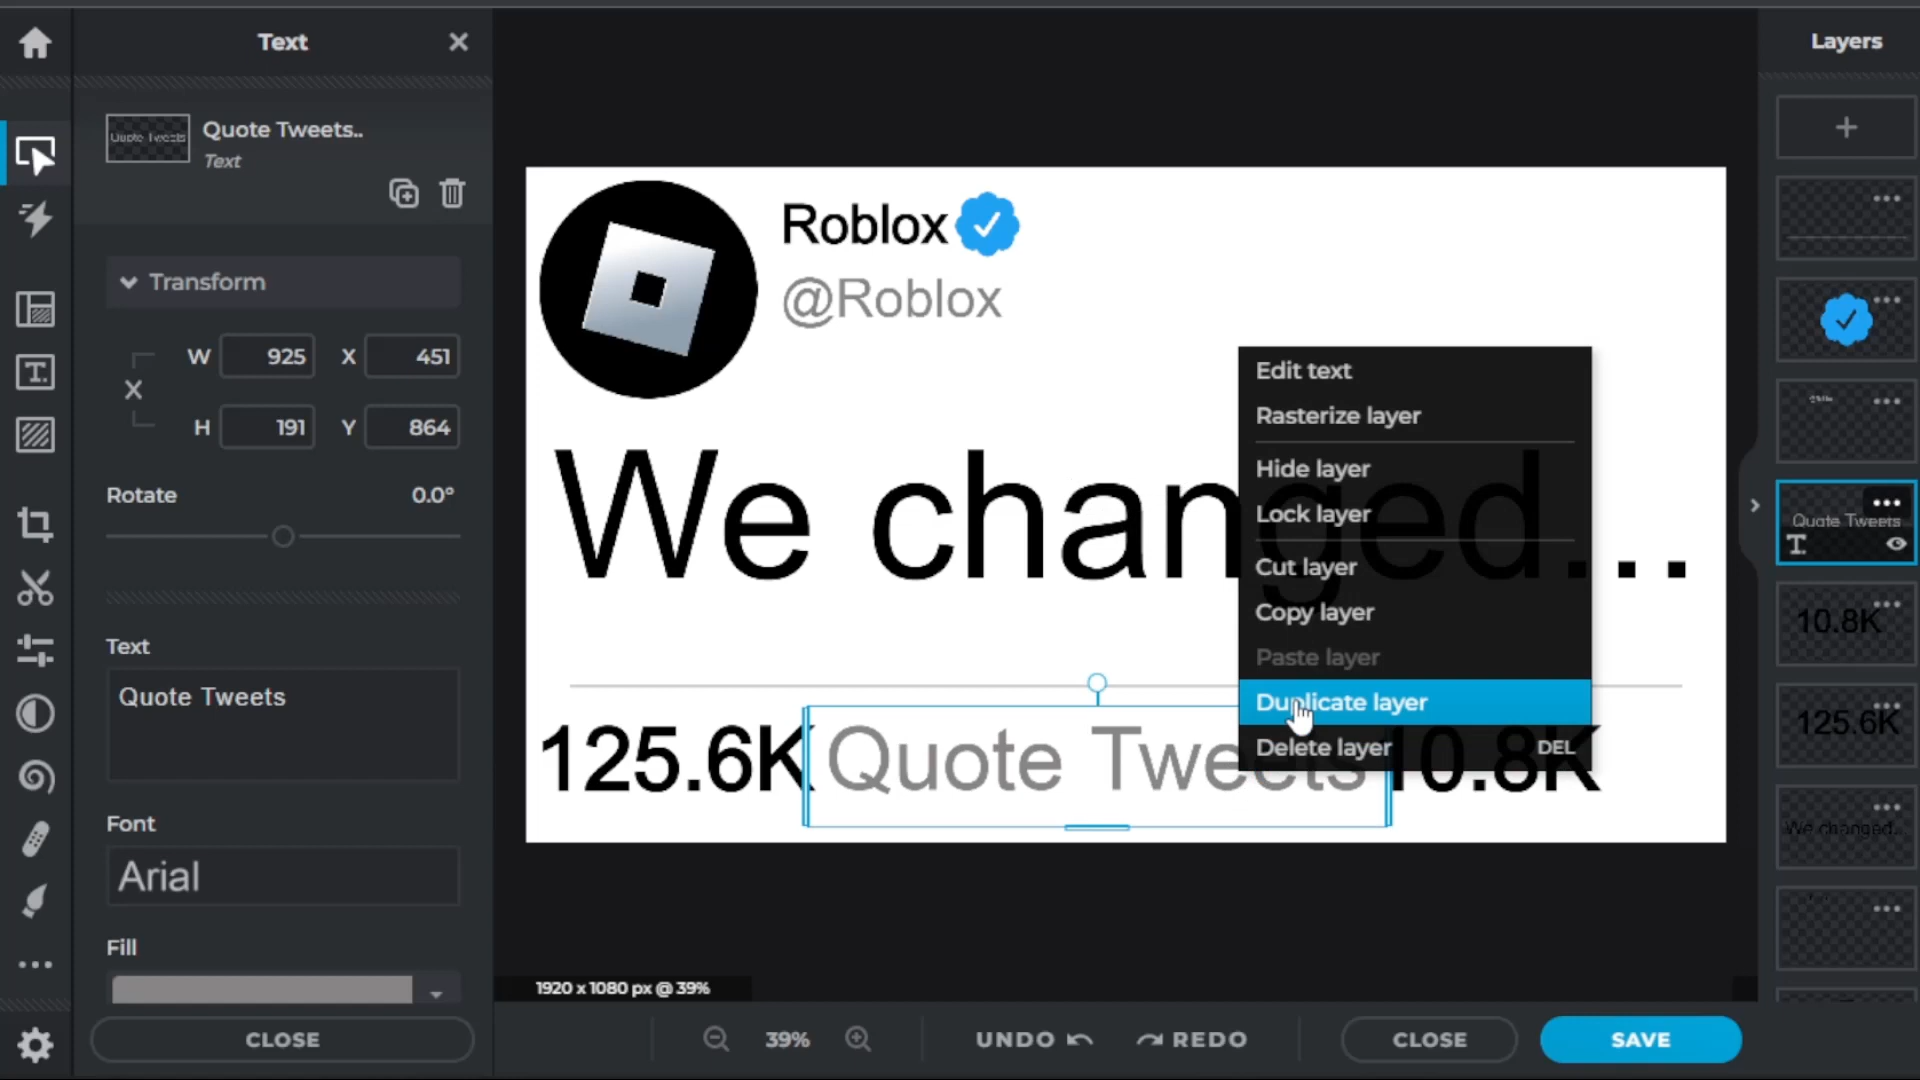 Text
Quote Tweets..
Text
Transform
W 925 X 451
H 191 Y 864
Rotate 0.0°
Text
Quote Tweets
Font
Arial
Fill
CLOSE
Roblox
@Roblox
We changed...
125.6K Quote Tweets 10.8K
Edit text
Rasterize layer
Hide layer
Lock layer
Cut layer
Copy layer
Paste layer
Duplicate layer
Delete layer DEL
1920 x 1080 px @ 39%
39%
UNDO
REDO
CLOSE
SAVE
Layers
Quote Tweets
T.
10.8K
125.6K
We changed...